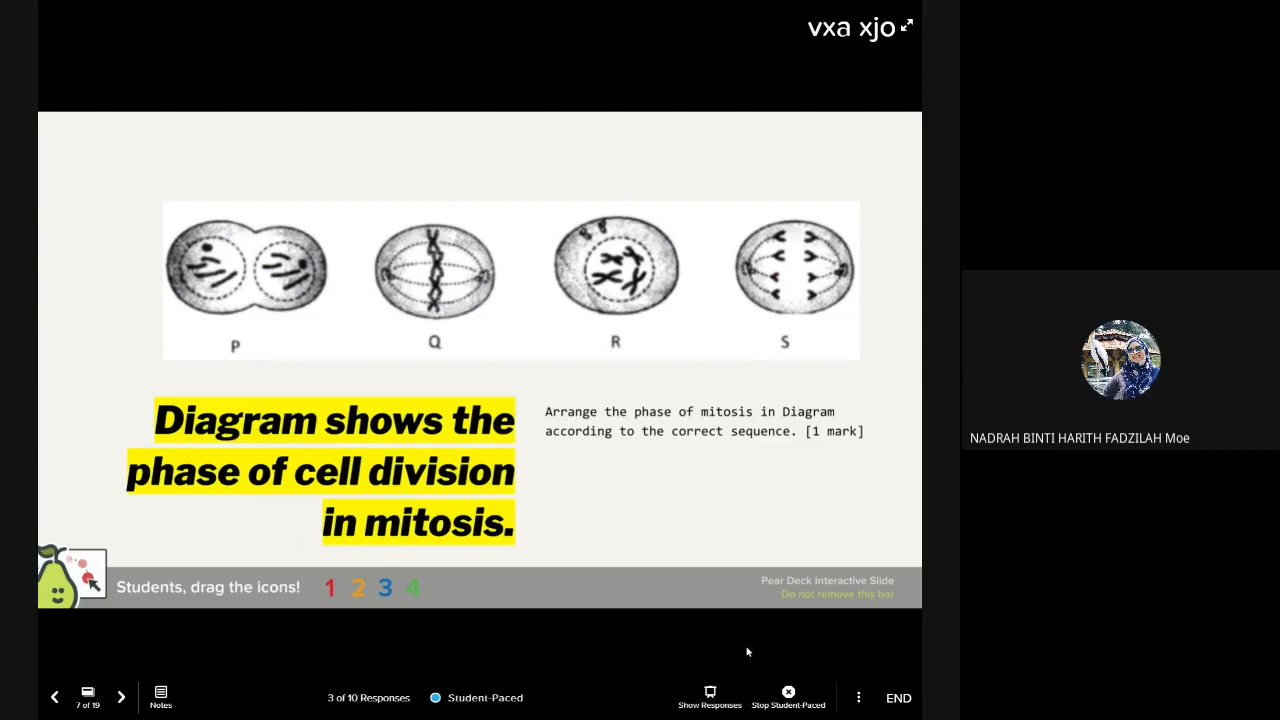 vxa xjo
P
Q
R
S
Diagram shows the
phase of cell division
in mitosis.
Arrange the phase of mitosis in Diagram
according to the correct sequence. [1 mark]
NADRAH BINTI HARITH FADZILAH Moe
Students, drag the icons! 1 2 3 4
Pear Deck Interactive Slide
Do not remove this bar
7 of 19
Notes
3 of 10 Responses
Student-Paced
Show Responses
Stop Student-Paced
END